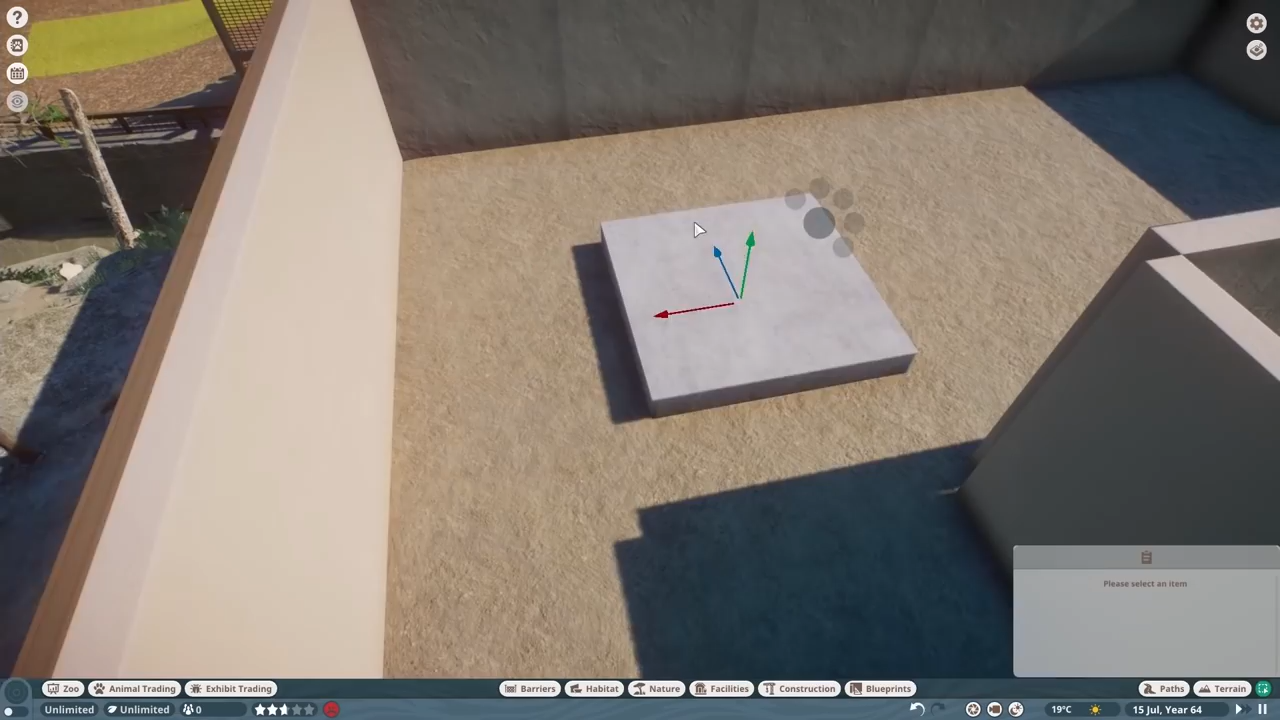 ?
Please select an item
Zoo
Animal Trading
Exhibit Trading
Barriers
Habitat
Nature
Facilities
Construction
Blueprints
Paths
Terrain
Unlimited
Unlimited
0
19°C
15 Jul, Year 64